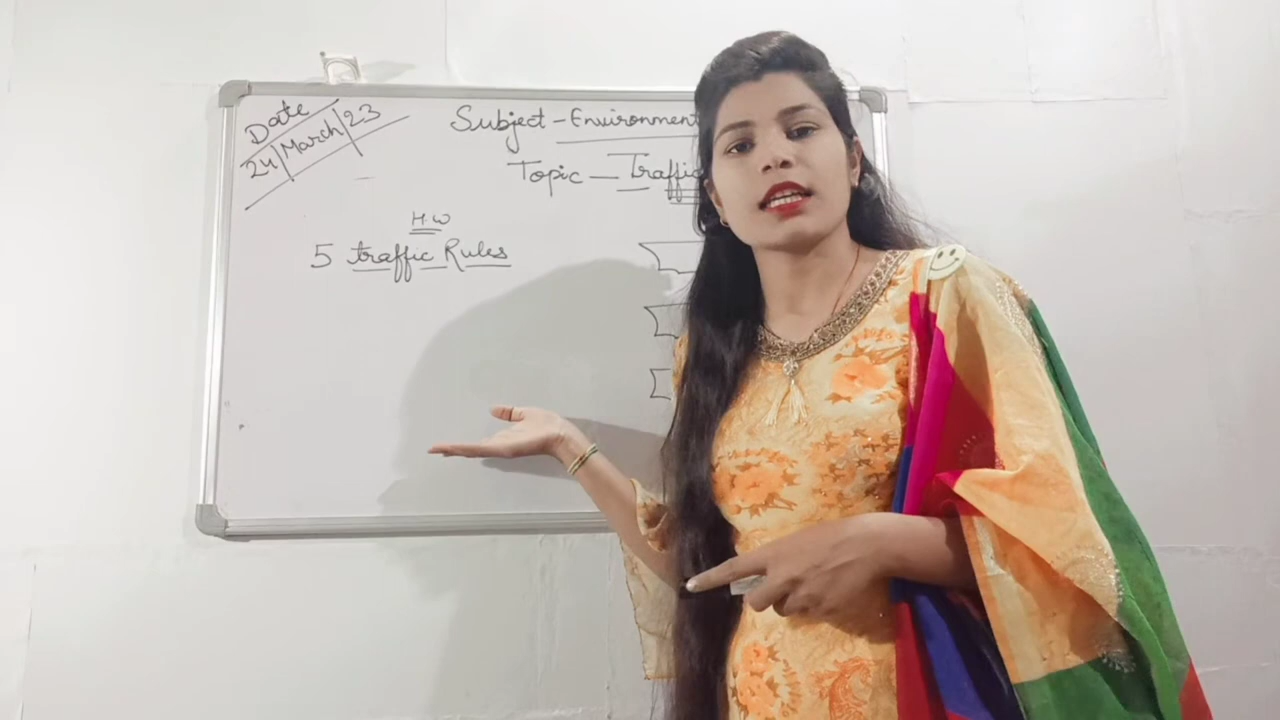 Date
24/March/23
Subject - Environment
Topic - Traffic
H.W
5 traffic Rules